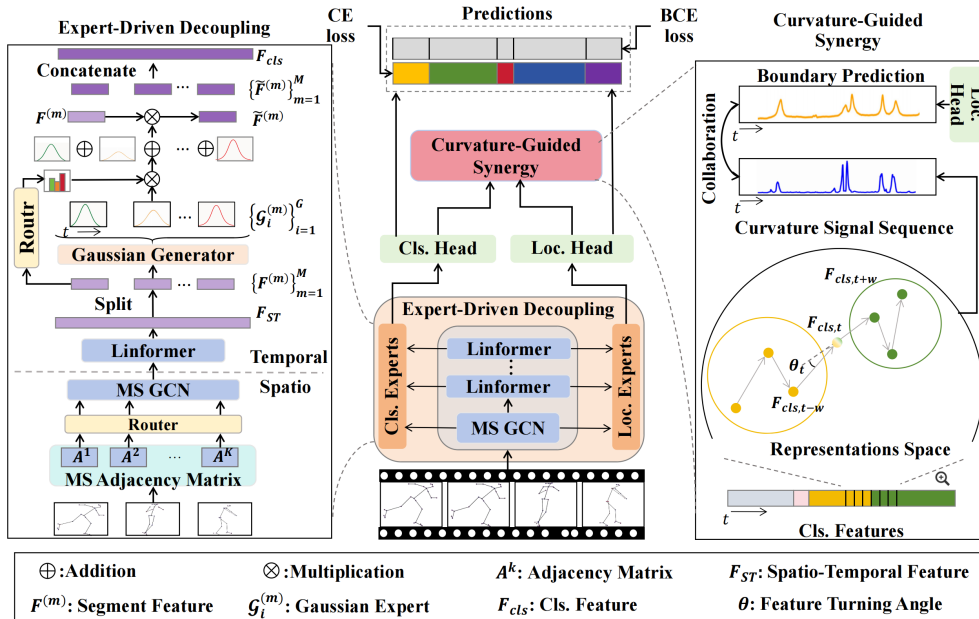 Expert-Driven Decoupling
F_cls
Concatenate
{F̃^(m)}_{m=1}^M
F^(m)
F̃^(m)
...
...
Routr
t
...
{𝒢_i^(m)}_{i=1}^G
Gaussian Generator
...
{F^(m)}_{m=1}^M
Split
F_ST
Linformer
Temporal
Spatio
MS GCN
Router
A^1
A^2
...
A^K
MS Adjacency Matrix
CE loss
Predictions
BCE loss
Curvature-Guided
Synergy
Cls. Head
Loc. Head
Expert-Driven Decoupling
Cls. Experts
Linformer
...
Linformer
MS GCN
Loc. Experts
Curvature-Guided
Synergy
Boundary Prediction
Loc.
Head
t
Collaboration
t
Curvature Signal Sequence
F_cls,t+w
F_cls,t
θ_t
F_cls,t−w
Representations Space
t
Cls. Features
⊕:Addition
⊗:Multiplication
A^k: Adjacency Matrix
F_ST: Spatio-Temporal Feature
F^(m): Segment Feature
𝒢_i^(m): Gaussian Expert
F_cls: Cls. Feature
θ: Feature Turning Angle